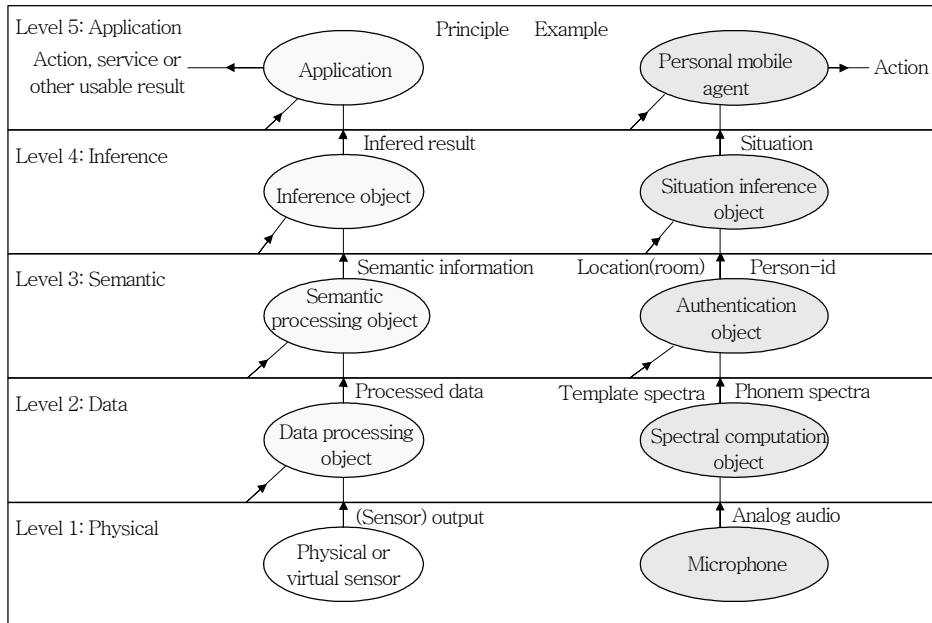 Level 5: Application
Principle Example
Action, service or
other usable result
Application
Personal mobile
agent
Action
Level 4: Inference
Infered result
Situation
Inference object
Situation inference
object
Level 3: Semantic
Semantic information
Location(room) Person-id
Semantic
processing object
Authentication
object
Level 2: Data
Processed data
Template spectra Phonem spectra
Data processing
object
Spectral computation
object
Level 1: Physical
(Sensor) output
Analog audio
Physical or
virtual sensor
Microphone